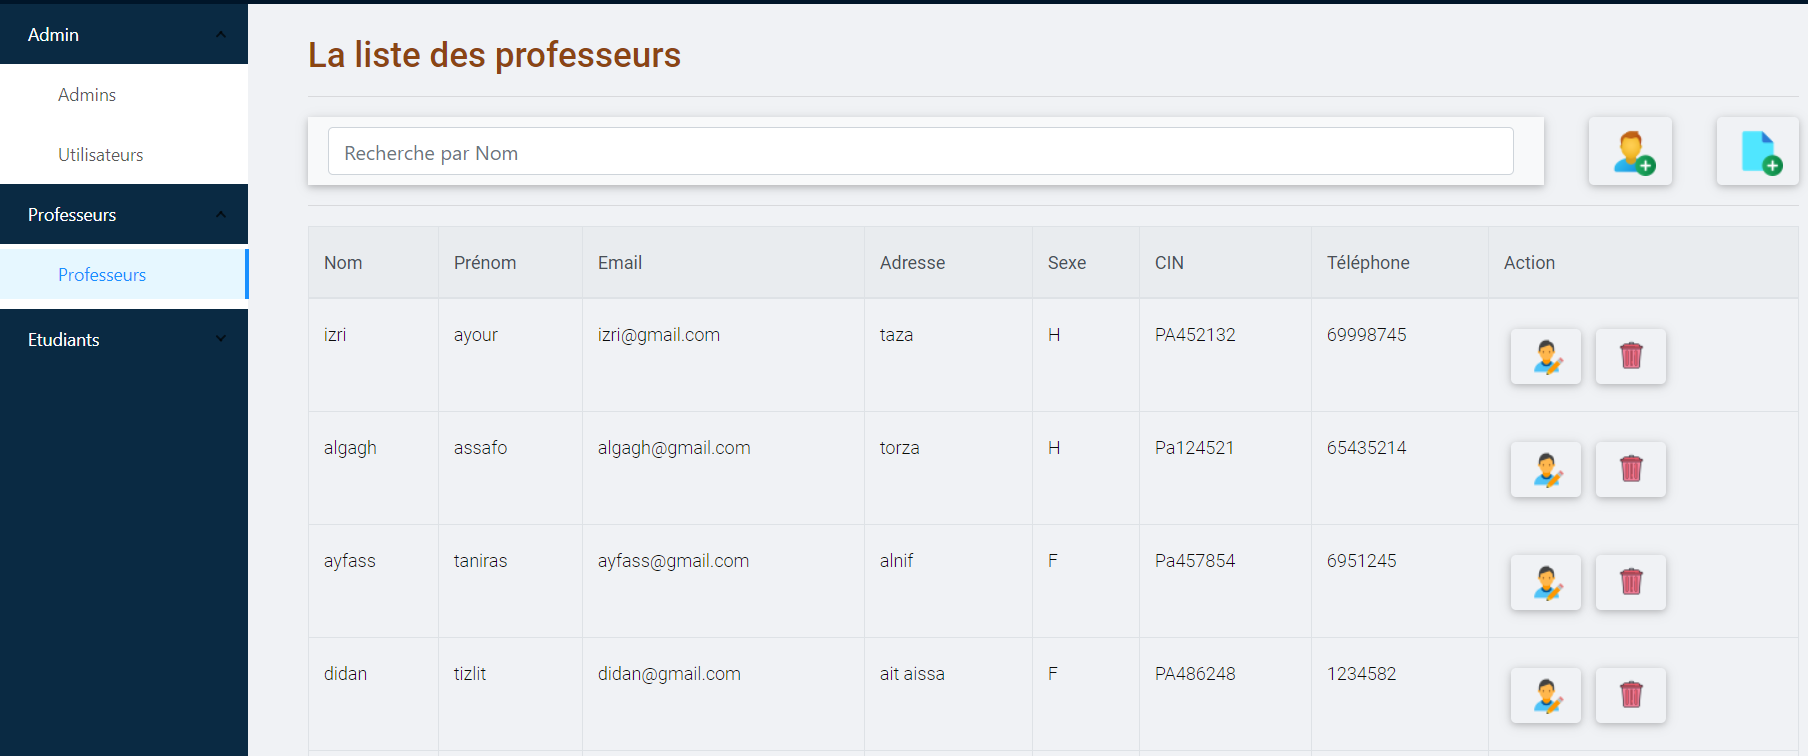 Admin
Admins
Utilisateurs
Professeurs
Professeurs
Etudiants
La liste des professeurs
Recherche par Nom
Nom Prénom Email Adresse Sexe CIN Téléphone Action
izri ayour izri@gmail.com taza H PA452132 69998745
algagh assafo algagh@gmail.com torza H Pa124521 65435214
ayfass taniras ayfass@gmail.com alnif F Pa457854 6951245
didan tizlit didan@gmail.com ait aissa F PA486248 1234582